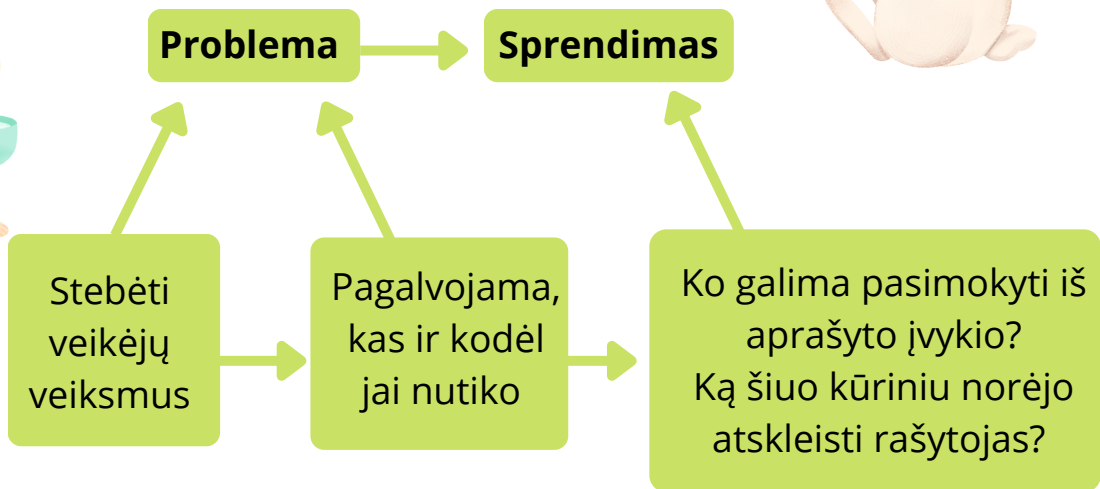 Problema
Sprendimas
Stebėti
veikėjų
veiksmus
Pagalvojama,
kas ir kodėl
jai nutiko
Ko galima pasimokyti iš
aprašyto įvykio?
Ką šiuo kūriniu norėjo
atskleisti rašytojas?